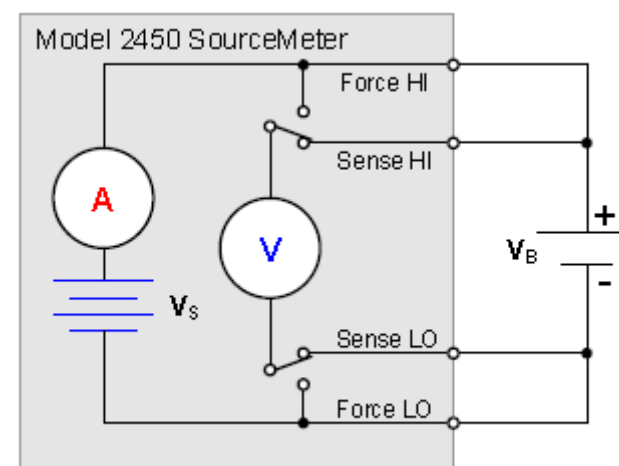 Model 2450 SourceMeter
Force HI
Sense HI
A
V
VS
VB
+
-
Sense LO
Force LO